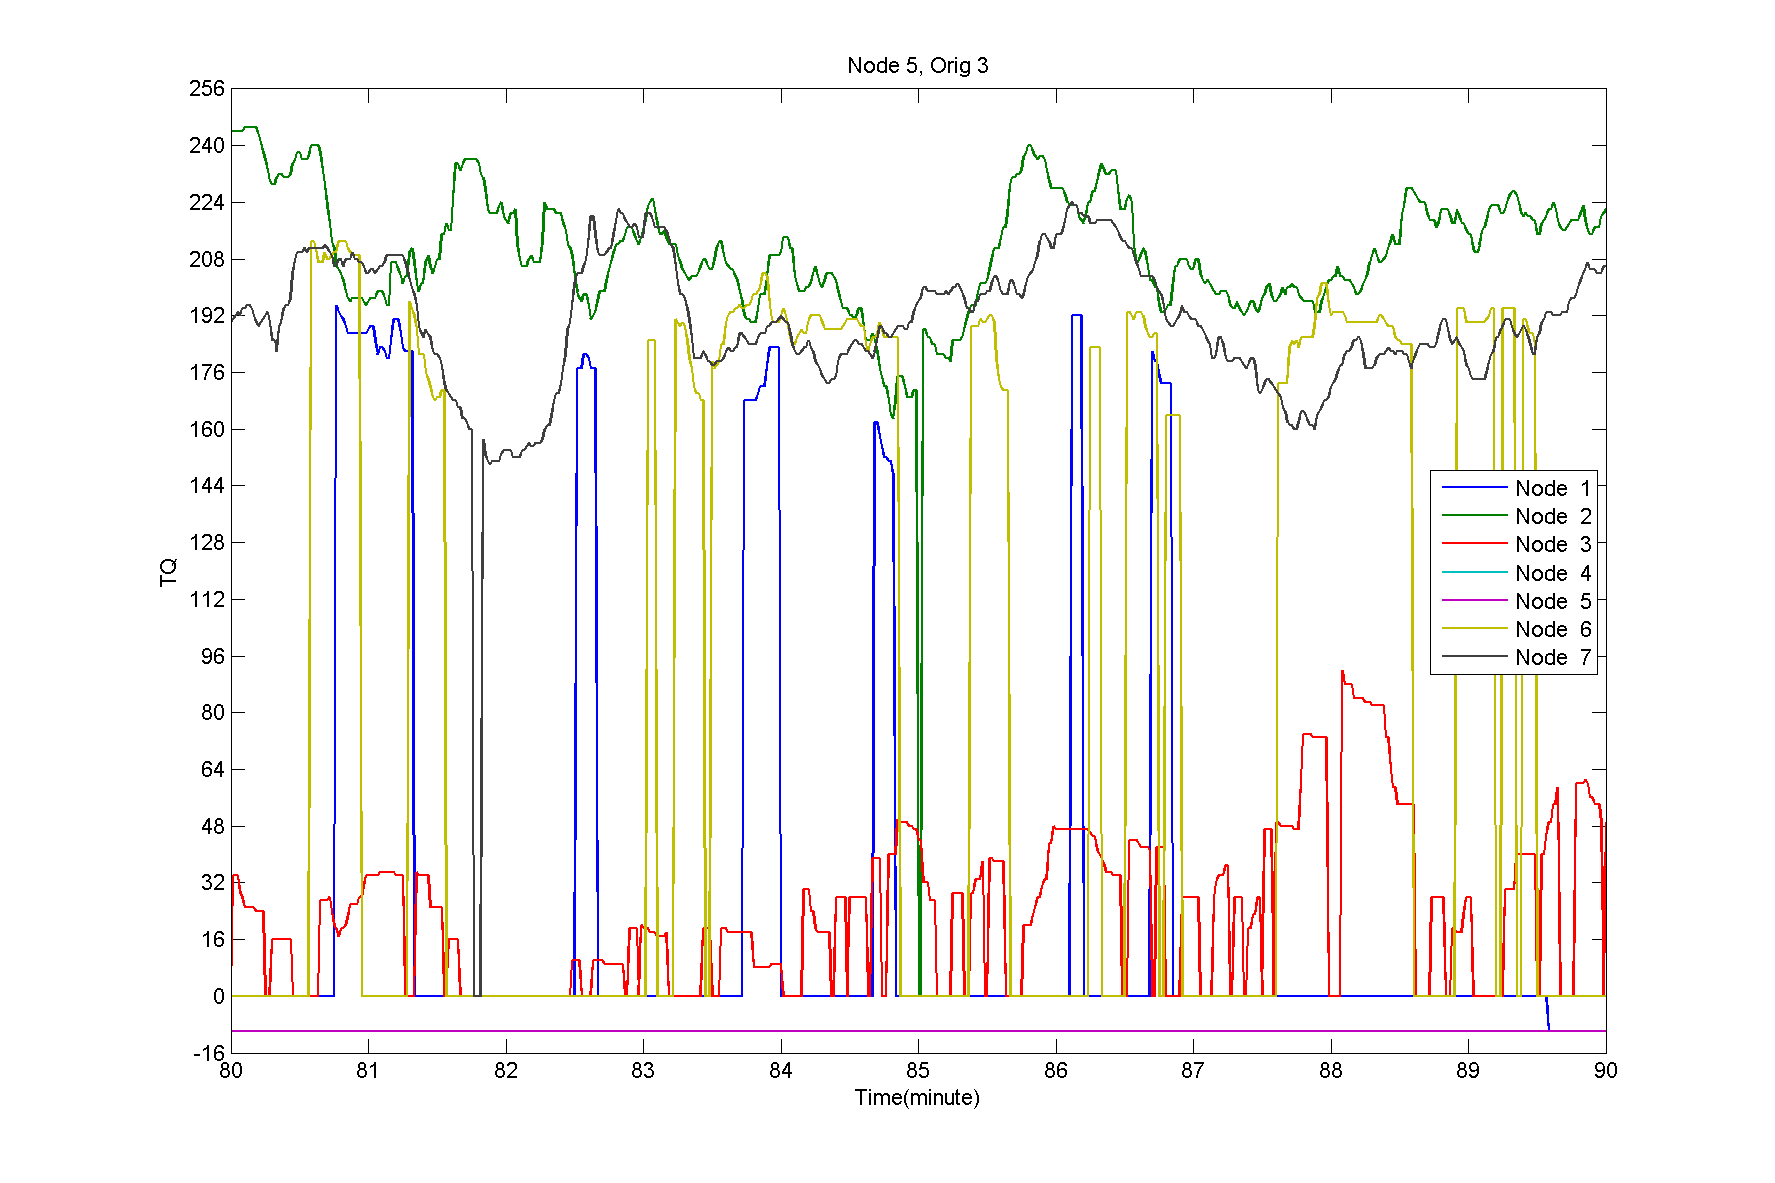 Node 5, Orig 3
256
240
224
208
192
176
160
144
128
112
96
80
64
48
32
16
0
-16
TQ
Node 1
Node 2
Node 3
Node 4
Node 5
Node 6
Node 7
80 81 82 83 84 85 86 87 88 89 90
Time(minute)